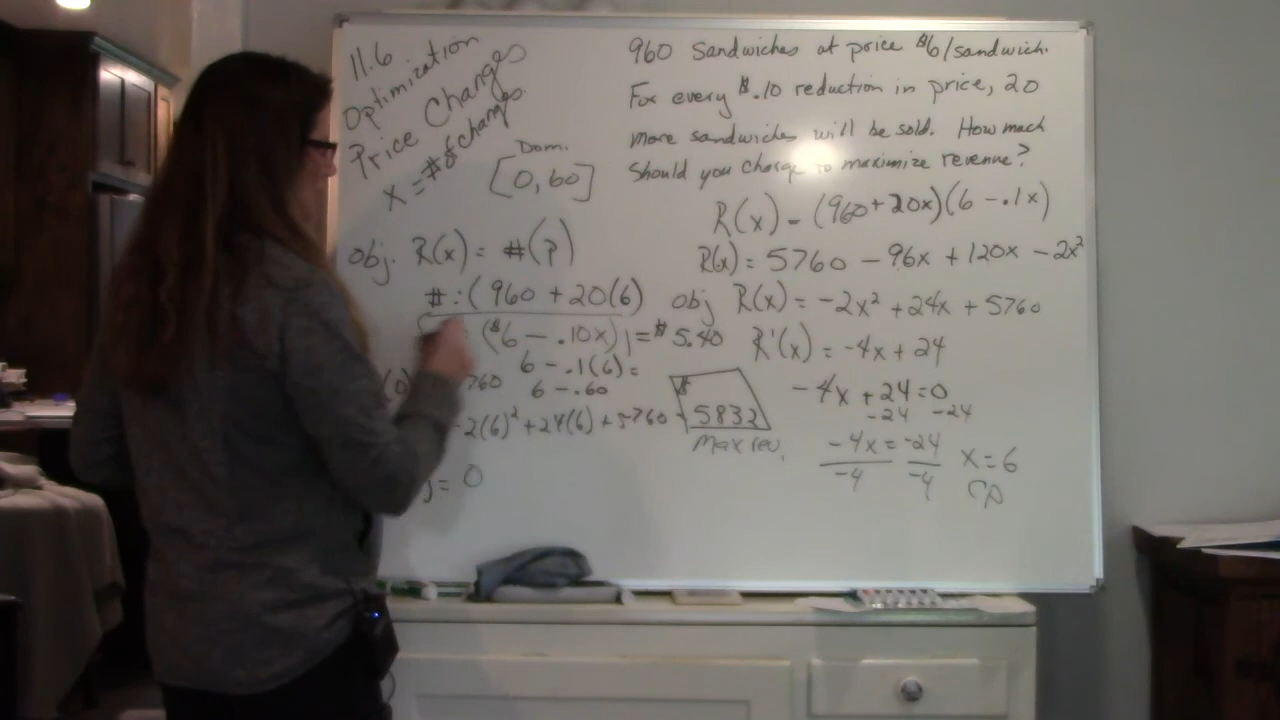 11.6
Optimization
Price Changes
x = # of changes.
Dom.
[0, 60]
obj. R(x) = #(p)
# : (960 + 20(6)
($6 - .10x) = $5.40
6 - .1(6) =
6 - .60
(0) 760
-2(6)² + 24(6) + 5760 $5832
Max rev.
= 0
960 Sandwiches at price $6/sandwich.
For every $.10 reduction in price, 20
more sandwiches will be sold. How much
should you charge to maximize revenue?
R(x) = (960 + 20x)(6 - .1x)
R(x) = 5760 - 96x + 120x - 2x²
obj R(x) = -2x² + 24x + 5760
R'(x) = -4x + 24
-4x + 24 = 0
-24 -24
-4x = -24
-4 -4
x = 6
CP